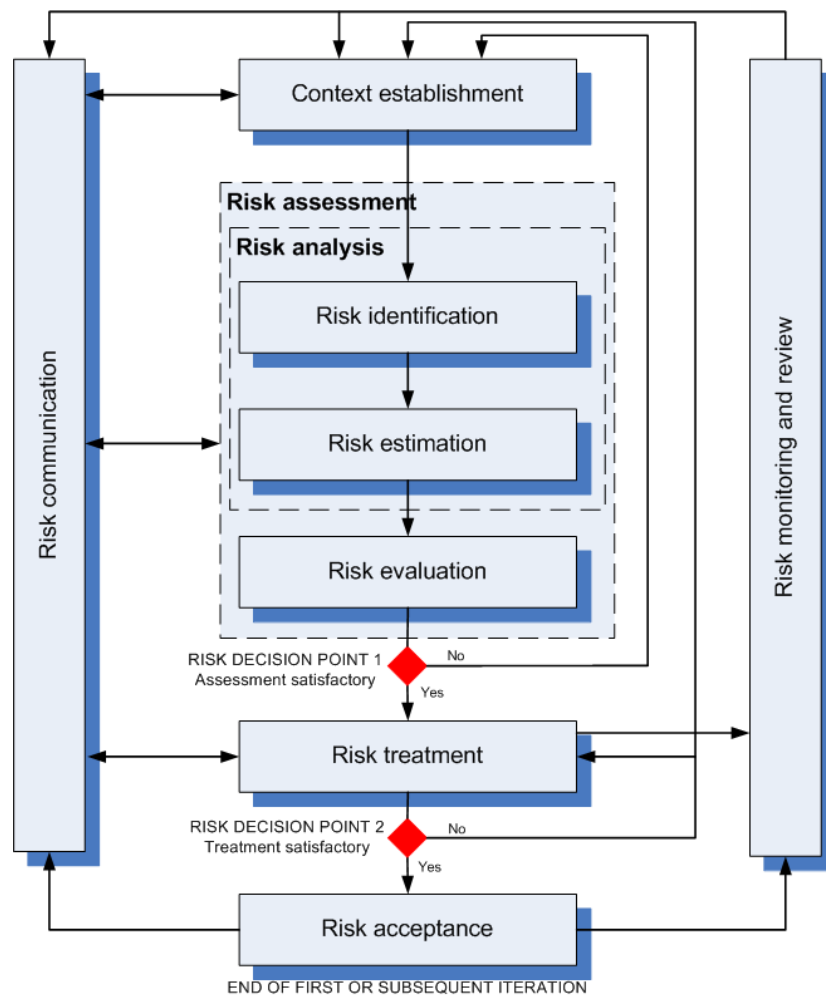 Context establishment
Risk assessment
Risk analysis
Risk identification
Risk communication
Risk monitoring and review
Risk estimation
Risk evaluation
RISK DECISION POINT 1
Assessment satisfactory
No
Yes
Risk treatment
RISK DECISION POINT 2
Treatment satisfactory
No
Yes
Risk acceptance
END OF FIRST OR SUBSEQUENT ITERATION